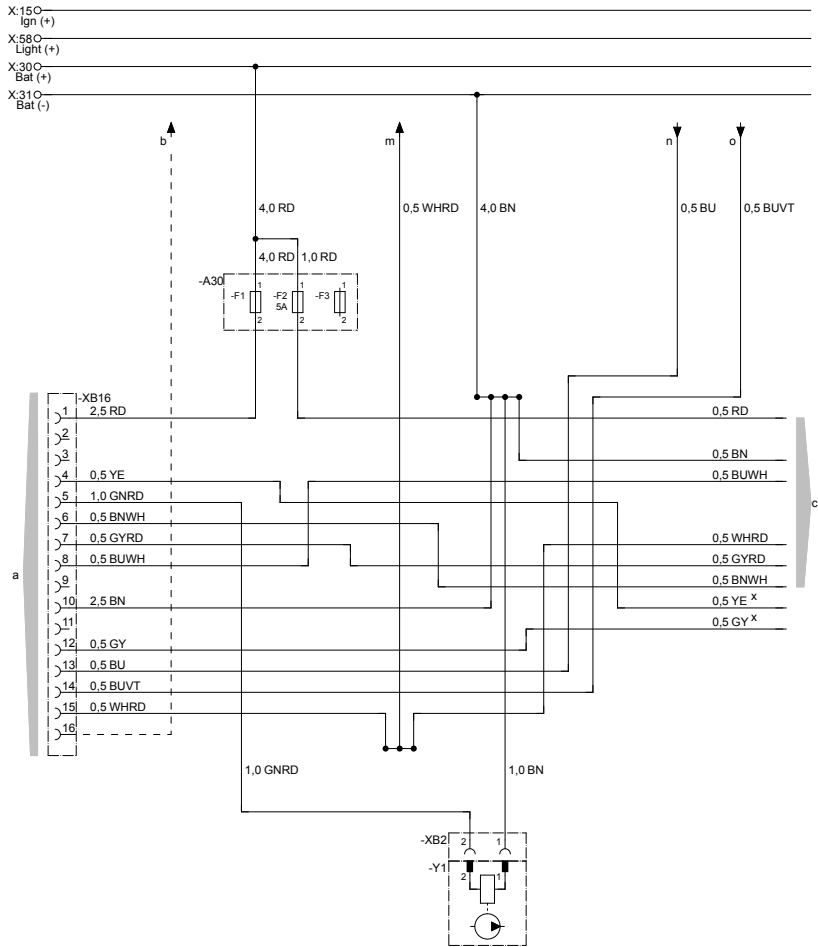 X:15
Ign (+)
X:58
Light (+)
X:30
Bat (+)
X:31
Bat (-)
b
m
n
o
4,0 RD
0,5 WHRD
4,0 BN
0,5 BU
0,5 BUVT
4,0 RD
1,0 RD
-A30
1
1
1
-F1
-F2
5A
-F3
2
2
2
-XB16
1
2,5 RD
0,5 RD
2
3
0,5 BN
4
0,5 YE
0,5 BUWH
5
1,0 GNRD
c
6
0,5 BNWH
7
0,5 GYRD
0,5 WHRD
8
0,5 BUWH
0,5 GYRD
a
9
0,5 BNWH
10
2,5 BN
0,5 YE x
11
0,5 GY x
12
0,5 GY
13
0,5 BU
14
0,5 BUVT
15
0,5 WHRD
16
1,0 GNRD
1,0 BN
-XB2
2
1
-Y1
2
1